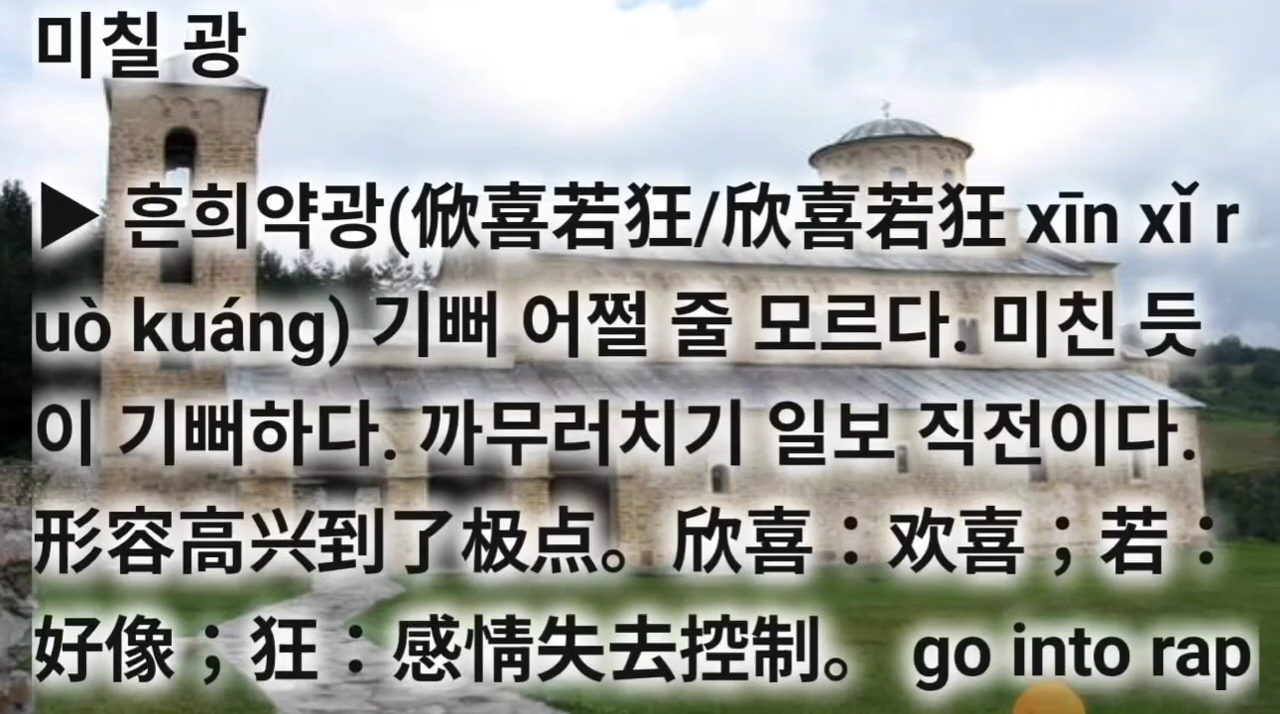 미칠 광
▶ 흔희약광(俽喜若狂/欣喜若狂 xīn xǐ r
uò kuáng) 기뻐 어쩔 줄 모르다. 미친 듯
이 기뻐하다. 까무러치기 일보 직전이다.
形容高兴到了极点。欣喜：欢喜；若：
好像；狂：感情失去控制。 go into rap